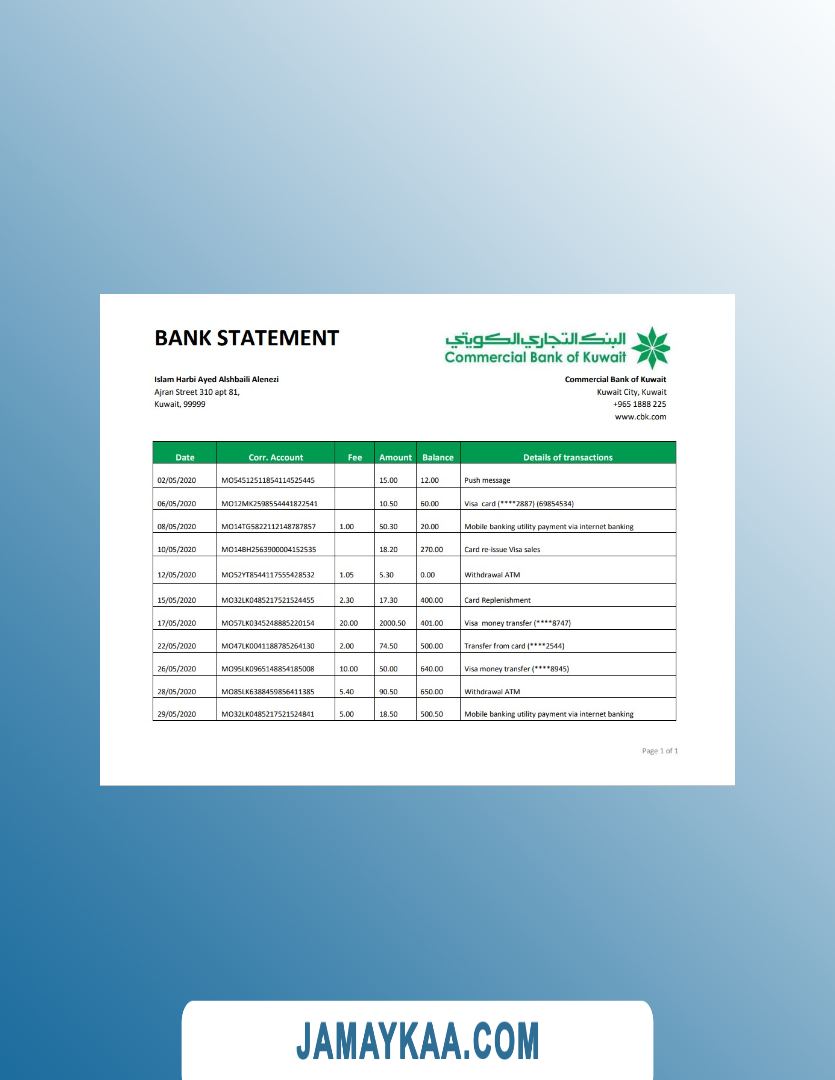 BANK STATEMENT
البنك التجاري الكويتي
Commercial Bank of Kuwait
Islam Harbi Ayed Alshbaili Alenezi
Ajran Street 310 apt 81,
Kuwait, 99999
Commercial Bank of Kuwait
Kuwait City, Kuwait
+965 1888 225
www.cbk.com
Date Corr. Account Fee Amount Balance Details of transactions
02/05/2020 MO54512511854114525445 15.00 12.00 Push message
06/05/2020 MO12MK2598554441822541 10.50 60.00 Visa card (****2887) (69854534)
08/05/2020 MO14TG5822112148787857 1.00 50.30 20.00 Mobile banking utility payment via internet banking
10/05/2020 MO14BH2563900004152535 18.20 270.00 Card re-issue Visa sales
12/05/2020 MO52YT8544117555428532 1.05 5.30 0.00 Withdrawal ATM
15/05/2020 MO32LK0485217521524455 2.30 17.30 400.00 Card Replenishment
17/05/2020 MO57LK0345248885220154 20.00 2000.50 401.00 Visa money transfer (****8747)
22/05/2020 MO47LK0041188785264130 2.00 74.50 500.00 Transfer from card (****2544)
26/05/2020 MO95LK0965148854185008 10.00 50.00 640.00 Visa money transfer (****8945)
28/05/2020 MO85LK6388459856411385 5.40 90.50 650.00 Withdrawal ATM
29/05/2020 MO32LK0485217521524841 5.00 18.50 500.50 Mobile banking utility payment via internet banking
Page 1 of 1
JAMAYKAA.COM